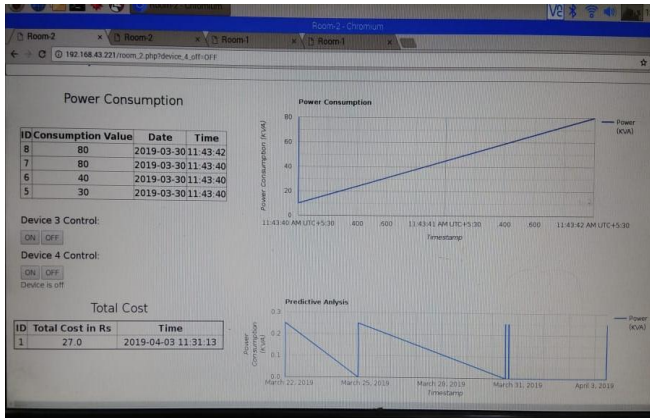 Room-2 - Chromium
Room-2 × Room-2 × Room-1 × Room-1 ×
192.168.43.221/room_2.php?device_4_off=OFF
Power Consumption
ID Consumption Value Date Time
8 80 2019-03-30 11:43:42
7 80 2019-03-30 11:43:40
6 40 2019-03-30 11:43:40
5 30 2019-03-30 11:43:40
Device 3 Control:
ON OFF
Device 4 Control:
ON OFF
Device is off
Total Cost
ID Total Cost in Rs Time
1 27.0 2019-04-03 11:31:13
Power Consumption
Power Consumption (KVA)
80
60
40
20
0
Power (KVA)
11:43:40 AM UTC+5:30 .400 .600 11:43:41 AM UTC+5:30 .400 .600 11:43:42 AM UTC+5:30
Timestamp
Predictive Anlysis
Power Consumption (KVA)
0.3
0.2
0.1
0.0
Power (KVA)
March 22, 2019 March 25, 2019 March 28, 2019 March 31, 2019 April 3, 2019
Timestamp